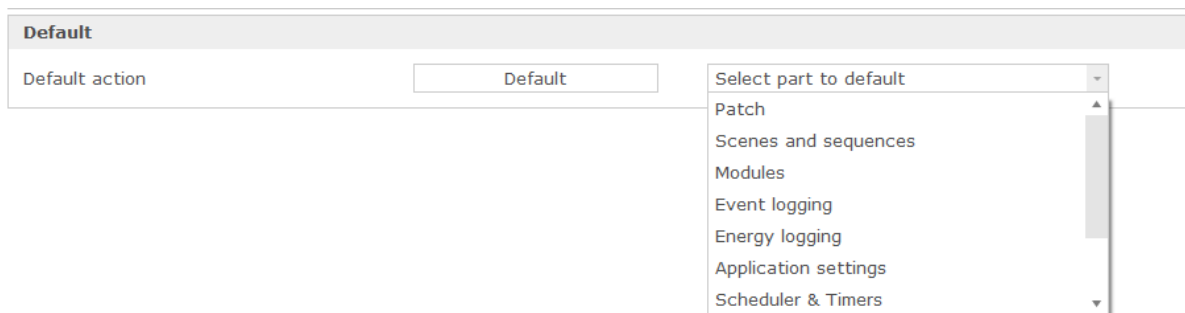 Default
Default action Default Select part to default
Patch
Scenes and sequences
Modules
Event logging
Energy logging
Application settings
Scheduler & Timers